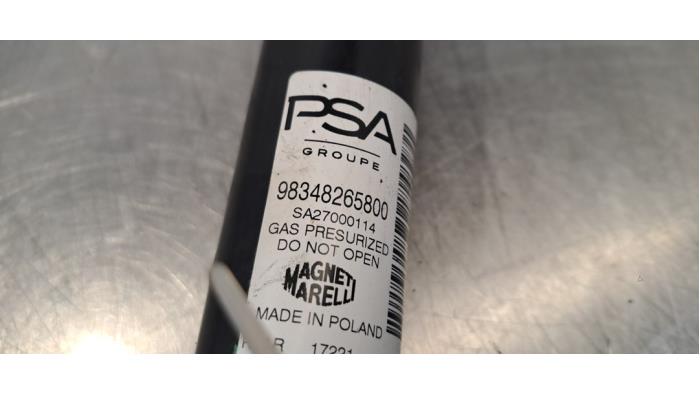 PSA
GROUPE
98348265800
SA27000114
GAS PRESURIZED
DO NOT OPEN
MAGNETI
MARELLI
MADE IN POLAND